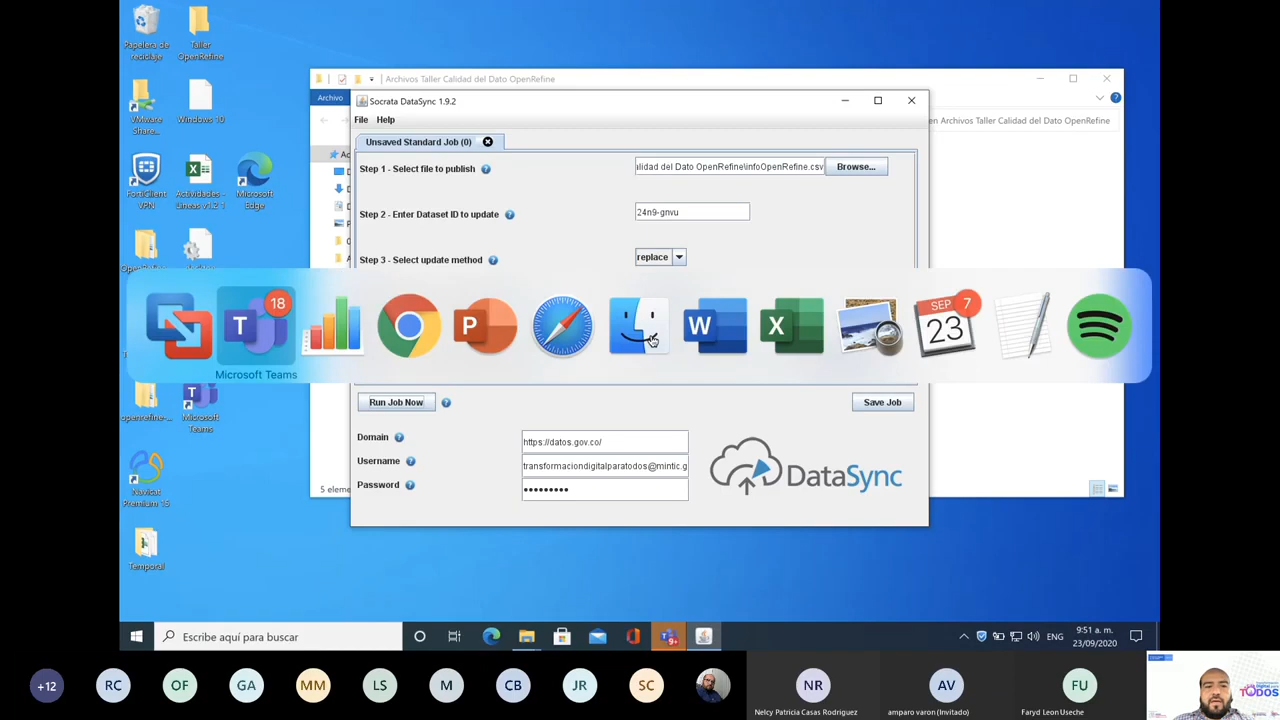 Papelera de
reciclaje
Taller
OpenRefine
Archivos Taller Calidad del Dato OpenRefine
Archivo
Socrata DataSync 1.9.2
en Archivos Taller Calidad del Dato OpenRefine
File Help
Unsaved Standard Job (0)
VMware
Share...
Windows 10
Step 1 - Select file to publish
lidad del Dato OpenRefine\infoOpenRefine.csv
Browse...
FortiClient
VPN
Actividades -
Lineas v1.2 1
Microsoft
Edge
Step 2 - Enter Dataset ID to update
24n9-gnvu
Step 3 - Select update method
replace
18
T
P
W
X
SEP
7
23
Microsoft Teams
openrefine-...
Microsoft
Teams
Run Job Now
Save Job
Domain
https://datos.gov.co/
Username
transformaciondigitalparatodos@mintic.g
Password
DataSync
5 eleme
Navicat
Premium 15
Temporal
Escribe aquí para buscar
9+
ENG
9:51 a. m.
23/09/2020
+12
RC
OF
GA
MM
LS
M
CB
JR
SC
NR
Nelcy Patricia Casas Rodriguez
AV
amparo varon (Invitado)
FU
Faryd Leon Useche
TODOS